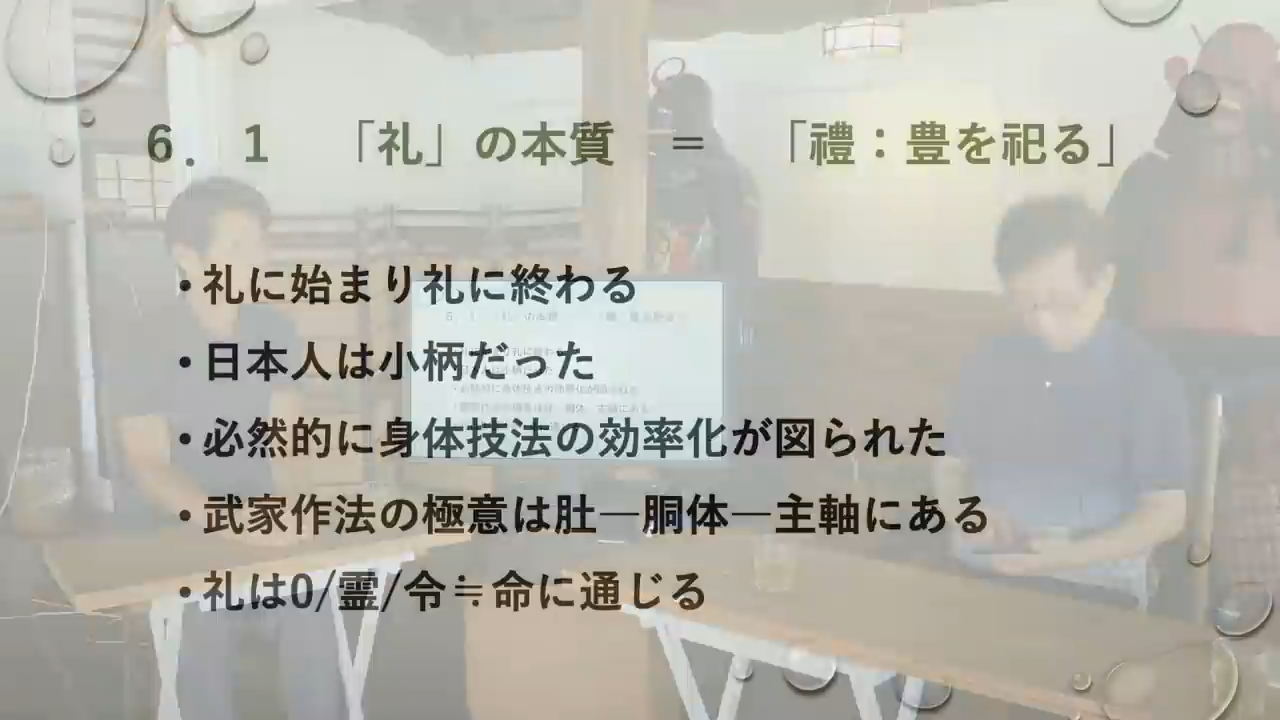 6． 1 「礼」の本質 ＝ 「禮：豊を祀る」
・礼に始まり礼に終わる
・日本人は小柄だった
・必然的に身体技法の効率化が図られた
・武家作法の極意は肚―胴体―主軸にある
・礼は0/霊/令≒命に通じる